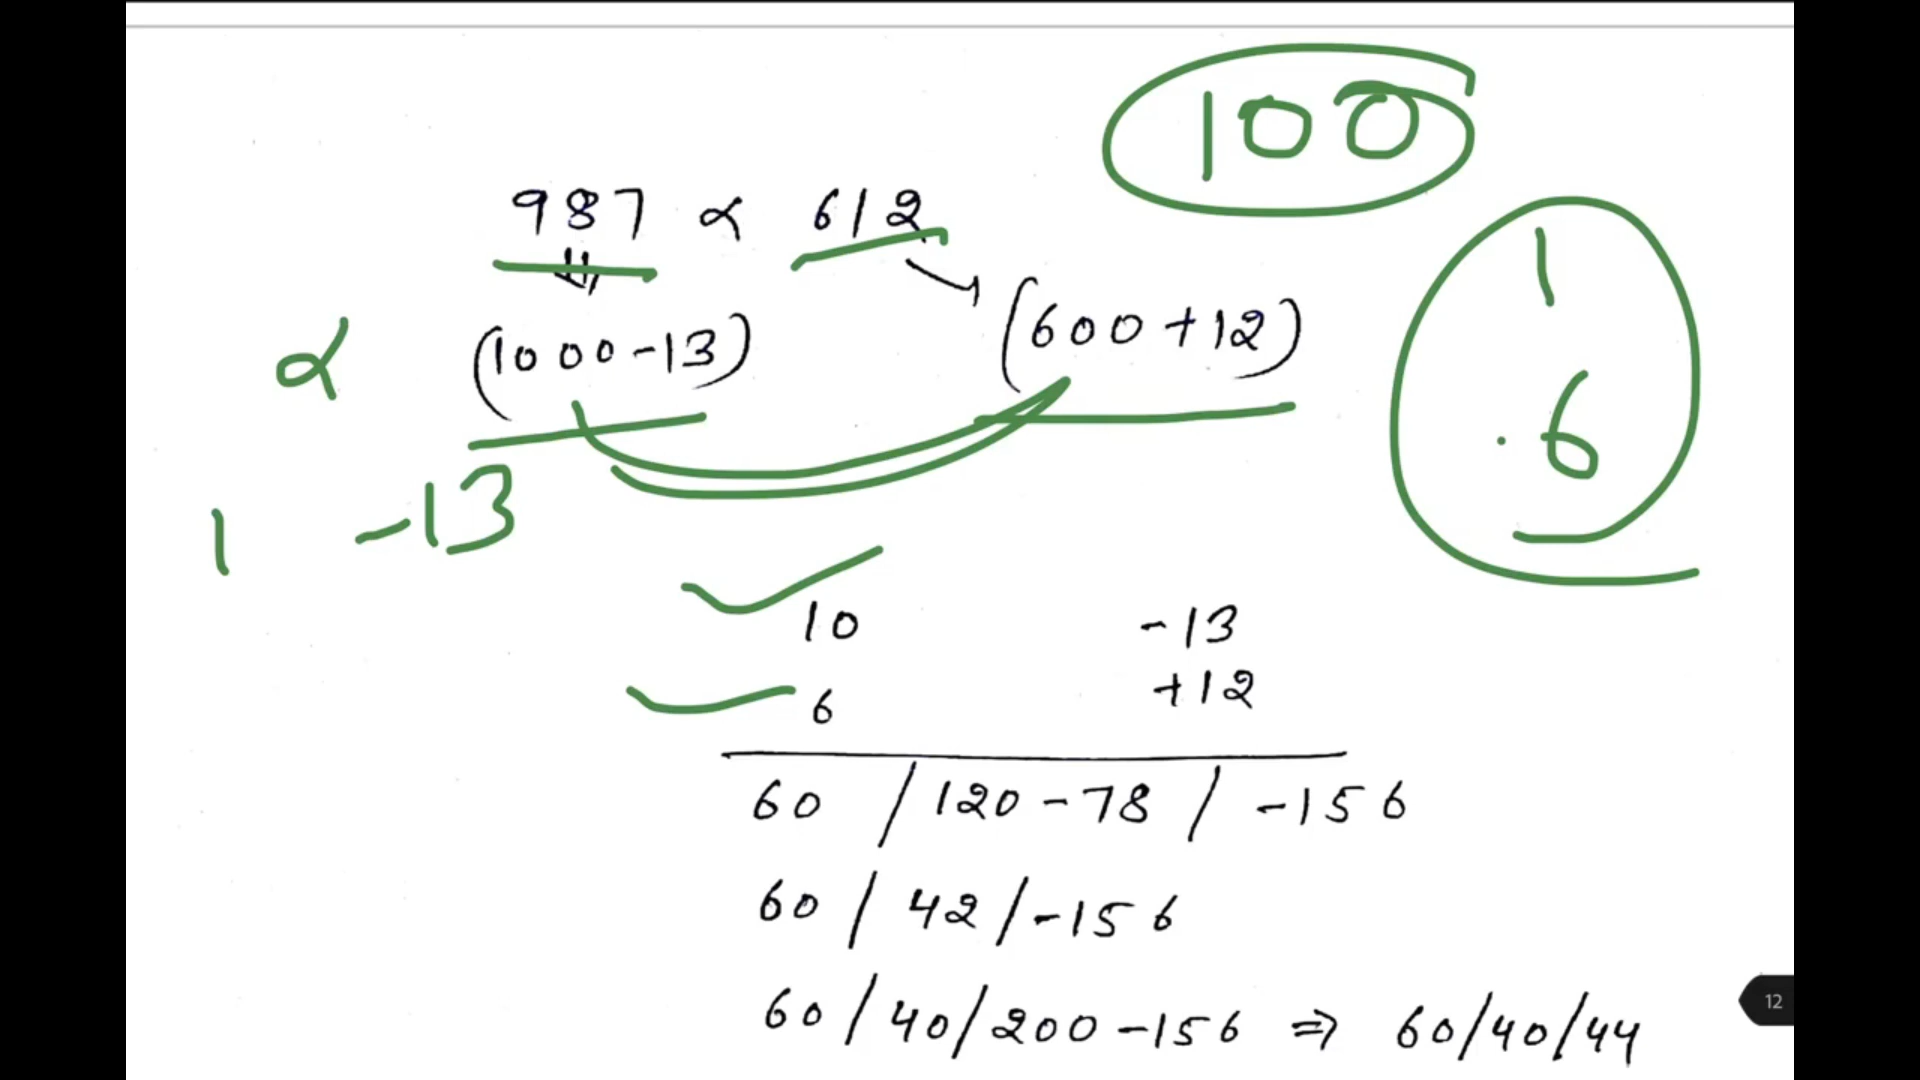 100
987 × 612
1
× (1000-13) (600+12)
6
1 -13
10 -13
6 +12
60 / 120-78 / -156
60 / 42 / -156
60 / 40 / 200-156 ⇒ 60/40/44
12